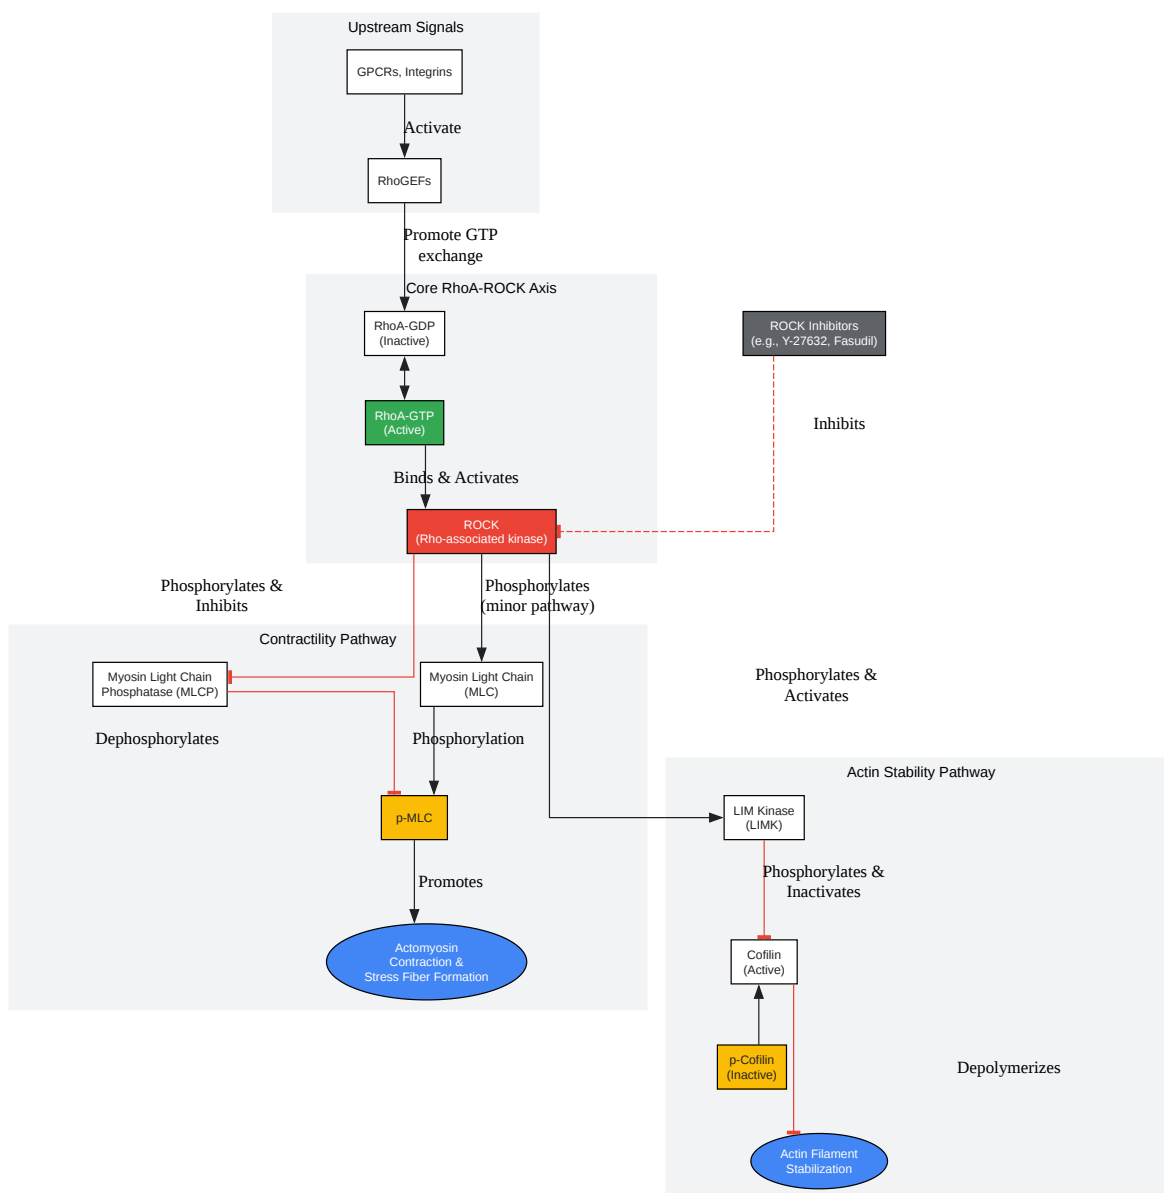 Upstream Signals
GPCRs, Integrins
Activate
RhoGEFs
Promote GTP
exchange
Core RhoA-ROCK Axis
RhoA-GDP
(Inactive)
ROCK Inhibitors
(e.g., Y-27632, Fasudil)
RhoA-GTP
(Active)
Inhibits
Binds & Activates
ROCK
(Rho-associated kinase)
Phosphorylates &
Inhibits
Phosphorylates
(minor pathway)
Contractility Pathway
Myosin Light Chain
Phosphatase (MLCP)
Myosin Light Chain
(MLC)
Phosphorylates &
Activates
Dephosphorylates
Phosphorylation
Actin Stability Pathway
p-MLC
LIM Kinase
(LIMK)
Promotes
Phosphorylates &
Inactivates
Actomyosin
Contraction &
Stress Fiber Formation
Cofilin
(Active)
p-Cofilin
(Inactive)
Depolymerizes
Actin Filament
Stabilization